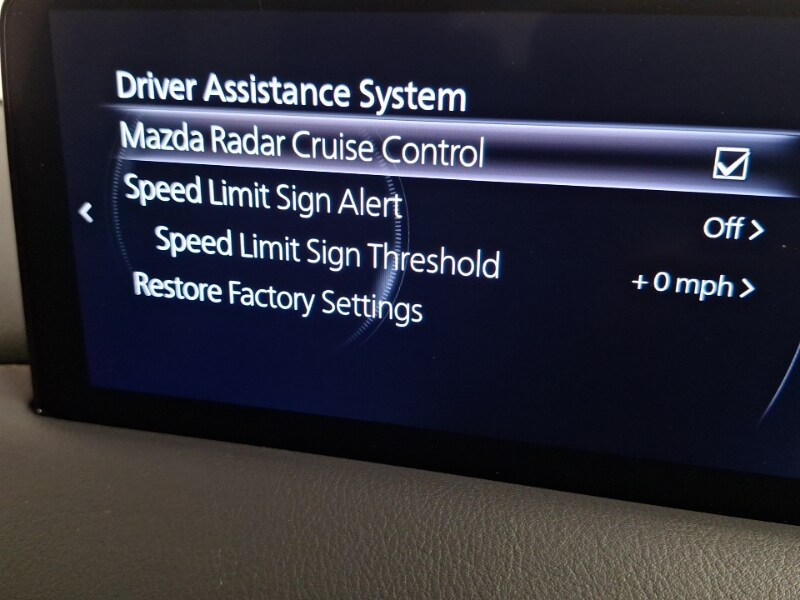 Driver Assistance System
Mazda Radar Cruise Control
Speed Limit Sign Alert Off >
Speed Limit Sign Threshold +0 mph >
Restore Factory Settings